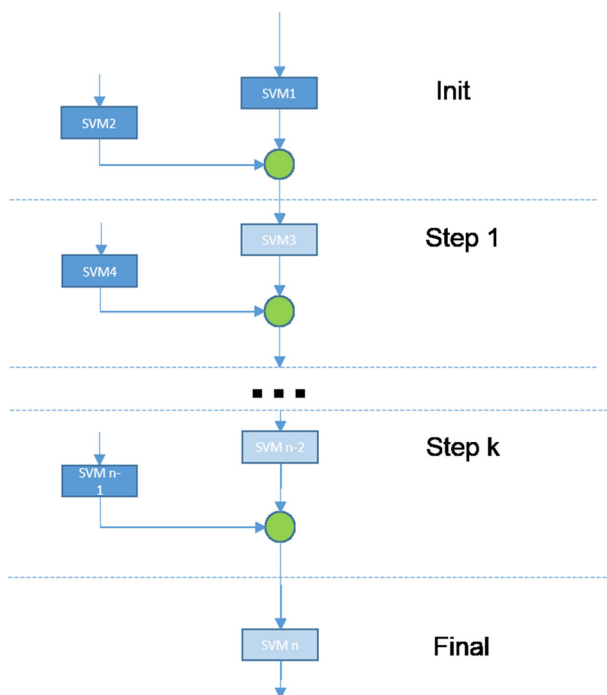 SVM1
Init
SVM2
SVM3
Step 1
SVM4
...
SVM n-2
Step k
SVM n-
1
SVM n
Final